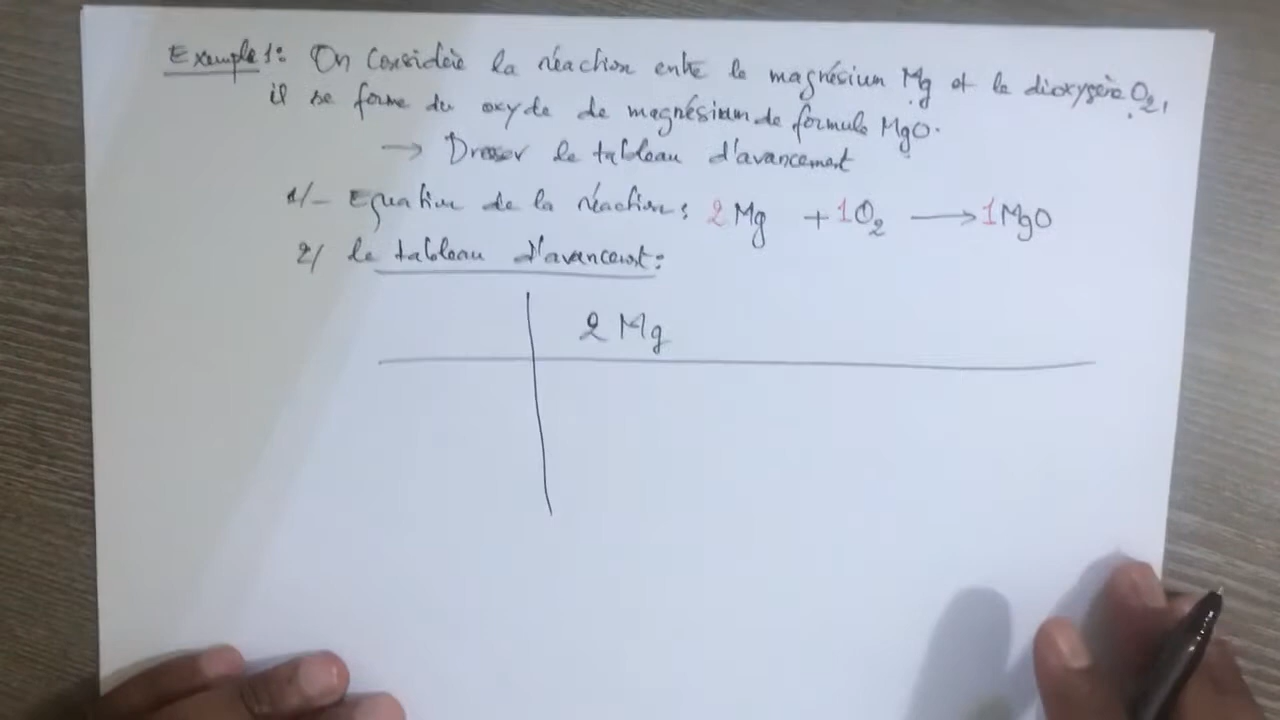 Exemple 1: On Considère la réaction entre le magnésium Mg et le dioxygène O2,
il se forme du oxyde de magnésium de formule MgO.
→ Dresser le tableau d'avancement
1/- Equation de la réaction: 2Mg + 1O2 → 1MgO
2/ le tableau d'avancement:
2 Mg